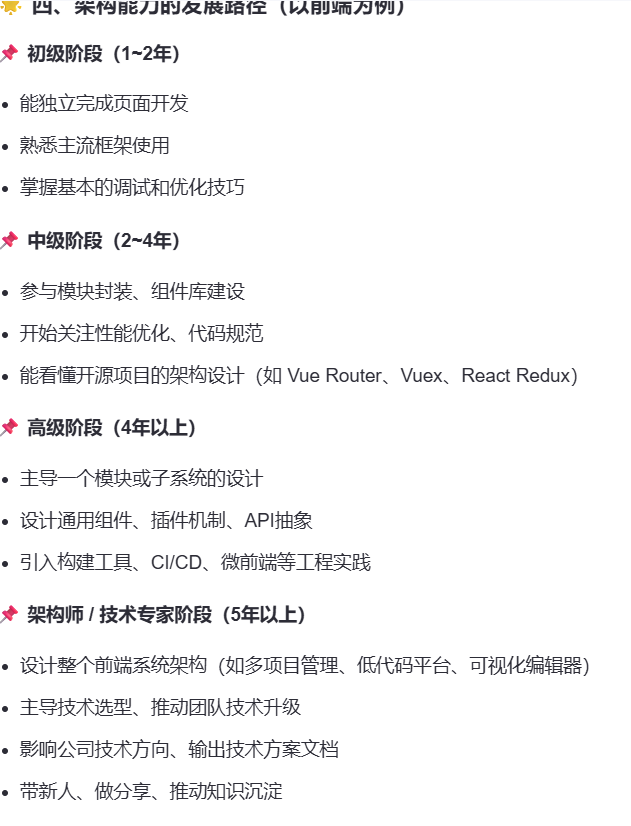 四、架构能力的发展路径（以前端为例）
初级阶段（1~2年）
能独立完成页面开发
熟悉主流框架使用
掌握基本的调试和优化技巧
中级阶段（2~4年）
参与模块封装、组件库建设
开始关注性能优化、代码规范
能看懂开源项目的架构设计（如 Vue Router、Vuex、React Redux）
高级阶段（4年以上）
主导一个模块或子系统的设计
设计通用组件、插件机制、API抽象
引入构建工具、CI/CD、微前端等工程实践
架构师 / 技术专家阶段（5年以上）
设计整个前端系统架构（如多项目管理、低代码平台、可视化编辑器）
主导技术选型、推动团队技术升级
影响公司技术方向、输出技术方案文档
带新人、做分享、推动知识沉淀